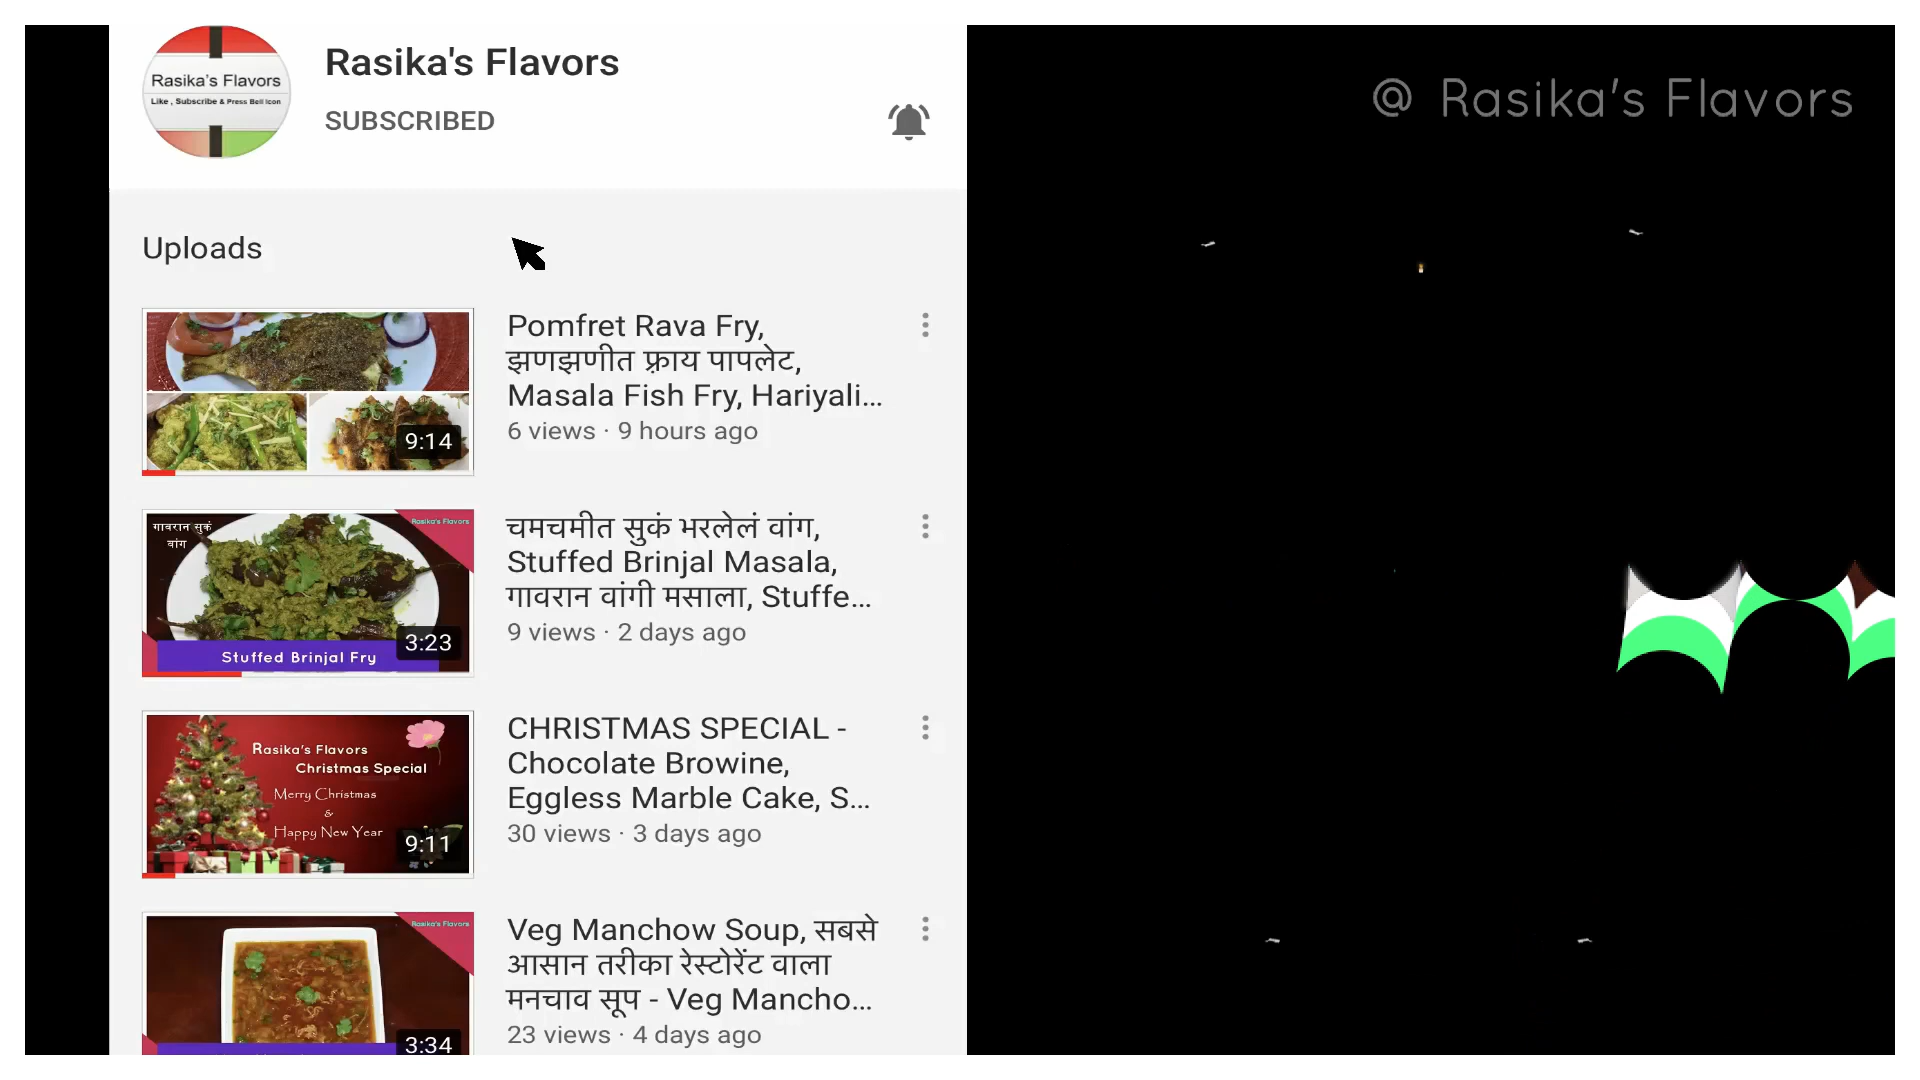 Rasika's Flavors
Like , Subscribe & Press Bell Icon
Rasika's Flavors
SUBSCRIBED
@ Rasika's Flavors
Uploads
Pomfret Rava Fry,
झणझणीत फ़्राय पापलेट,
Masala Fish Fry, Hariyali...
6 views · 9 hours ago
9:14
गावरान सुकं
वांग
Rasika's Flavors
Stuffed Brinjal Fry
3:23
चमचमीत सुकं भरलेलं वांग,
Stuffed Brinjal Masala,
गावरान वांगी मसाला, Stuffe...
9 views · 2 days ago
Rasika's Flavors
Christmas Special
Merry Christmas
&
Happy New Year
9:11
CHRISTMAS SPECIAL -
Chocolate Browine,
Eggless Marble Cake, S...
30 views · 3 days ago
Rasika's Flavors
3:34
Veg Manchow Soup, सबसे
आसान तरीका रेस्टोरेंट वाला
मनचाव सूप - Veg Mancho...
23 views · 4 days ago